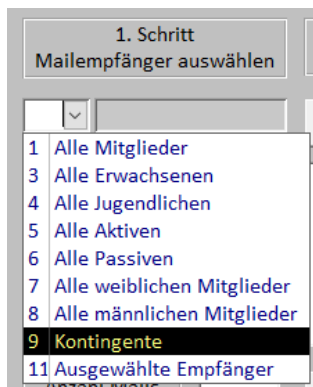 1. Schritt
Mailempfänger auswählen
1 Alle Mitglieder
3 Alle Erwachsenen
4 Alle Jugendlichen
5 Alle Aktiven
6 Alle Passiven
7 Alle weiblichen Mitglieder
8 Alle männlichen Mitglieder
9 Kontingente
11 Ausgewählte Empfänger